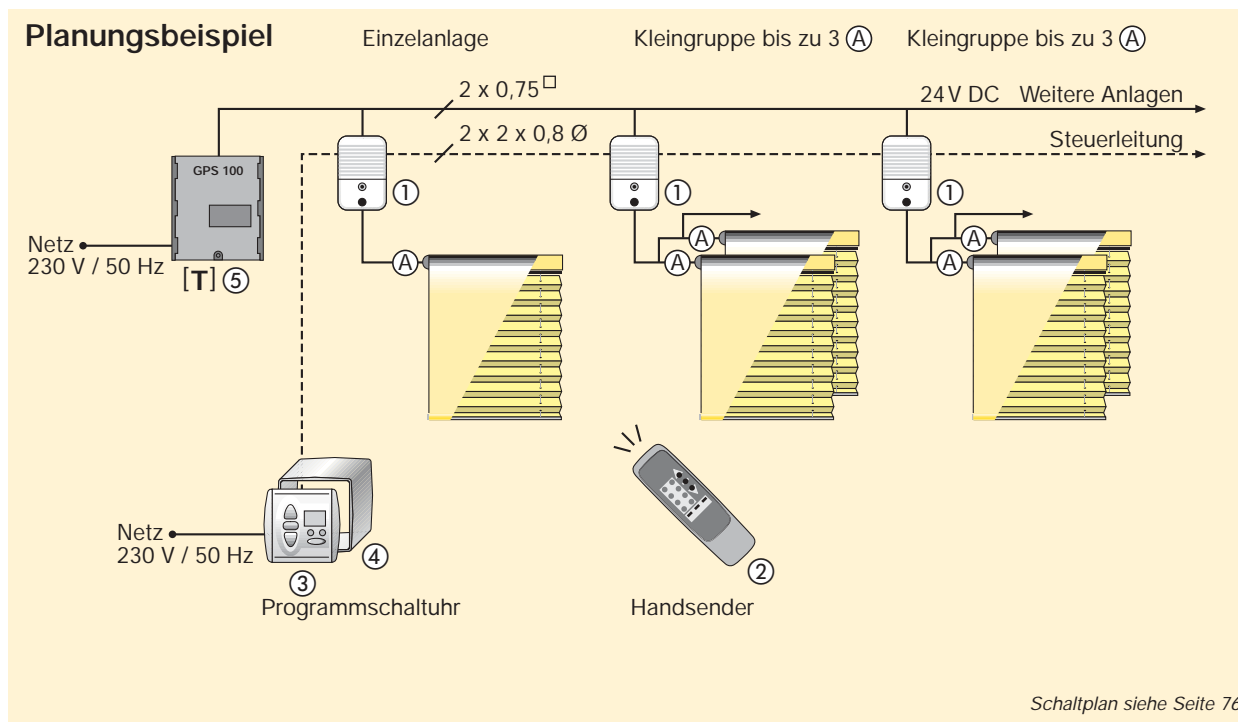 Planungsbeispiel
Einzelanlage
Kleingruppe bis zu 3 Ⓐ
Kleingruppe bis zu 3 Ⓐ
2 x 0,75 □
24 V DC Weitere Anlagen
2 x 2 x 0,8 Ø
Steuerleitung
GPS 100
①
①
①
Netz
230 V / 50 Hz
[T] ⑤
Ⓐ
Ⓐ
Ⓐ
Ⓐ
Ⓐ
Netz
230 V / 50 Hz
③
④
②
Programmschaltuhr
Handsender
Schaltplan siehe Seite 76